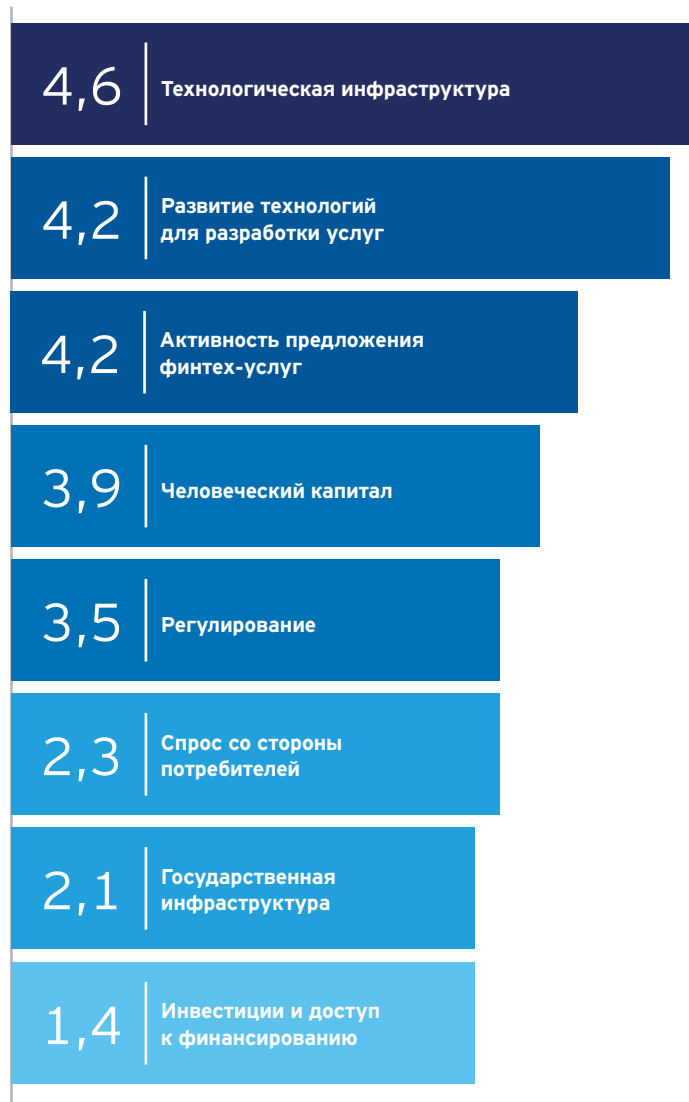 4,6
Технологическая инфраструктура
4,2
Развитие технологий
для разработки услуг
4,2
Активность предложения
финтех-услуг
3,9
Человеческий капитал
3,5
Регулирование
2,3
Спрос со стороны
потребителей
2,1
Государственная
инфраструктура
1,4
Инвестиции и доступ
к финансированию